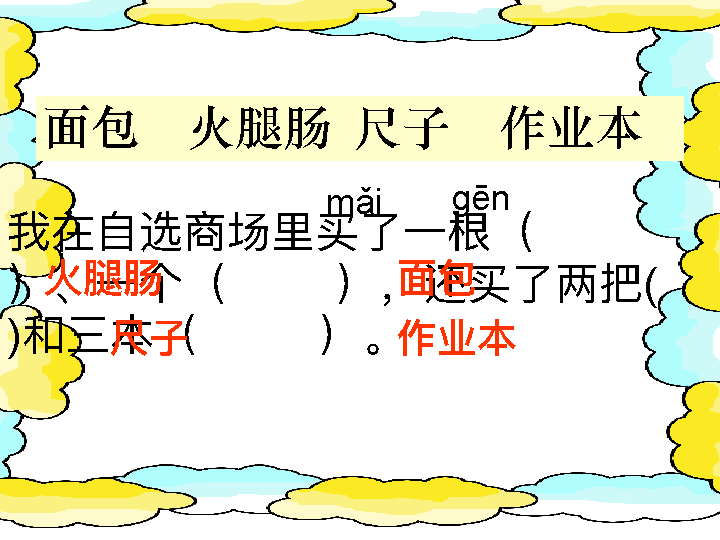 面包 火腿肠 尺子 作业本
mǎi gēn
我在自选商场里买了一根（
火腿肠 面包
）、一个（ ），还买了两把(
尺子 作业本
)和三本（ ）。